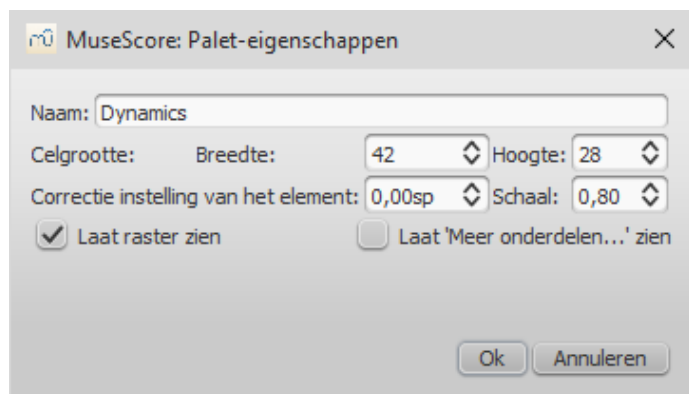 MuseScore: Palet-eigenschappen
Naam: Dynamics
Celgrootte: Breedte: 42 Hoogte: 28
Correctie instelling van het element: 0,00sp Schaal: 0,80
Laat raster zien Laat 'Meer onderdelen...' zien
Ok Annuleren